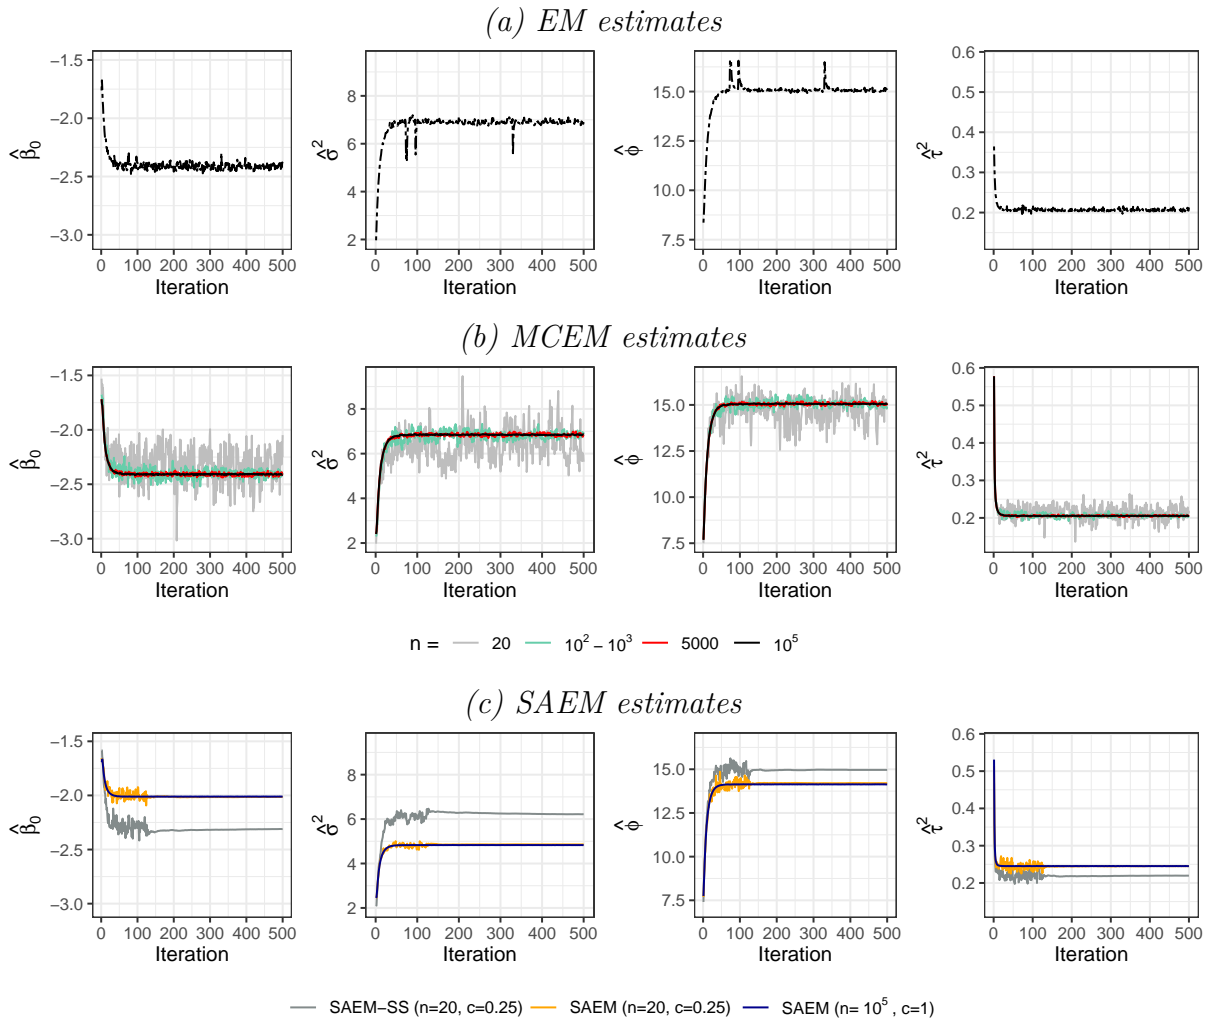 (a) EM estimates
−1.5
−2.0
−2.5
−3.0
β̂0
0 100 200 300 400 500
Iteration
8
6
4
2
σ̂²
0 100 200 300 400 500
Iteration
15.0
12.5
10.0
7.5
ϕ̂
0 100 200 300 400 500
Iteration
0.6
0.5
0.4
0.3
0.2
τ̂²
0 100 200 300 400 500
Iteration
(b) MCEM estimates
−1.5
−2.0
−2.5
−3.0
β̂0
0 100 200 300 400 500
Iteration
8
6
4
2
σ̂²
0 100 200 300 400 500
Iteration
15.0
12.5
10.0
7.5
ϕ̂
0 100 200 300 400 500
Iteration
0.6
0.5
0.4
0.3
0.2
τ̂²
0 100 200 300 400 500
Iteration
n = 20 10² − 10³ 5000 10⁵
(c) SAEM estimates
−1.5
−2.0
−2.5
−3.0
β̂0
0 100 200 300 400 500
Iteration
8
6
4
2
σ̂²
0 100 200 300 400 500
Iteration
15.0
12.5
10.0
7.5
ϕ̂
0 100 200 300 400 500
Iteration
0.6
0.5
0.4
0.3
0.2
τ̂²
0 100 200 300 400 500
Iteration
SAEM−SS (n=20, c=0.25) SAEM (n=20, c=0.25) SAEM (n= 10⁵ , c=1)